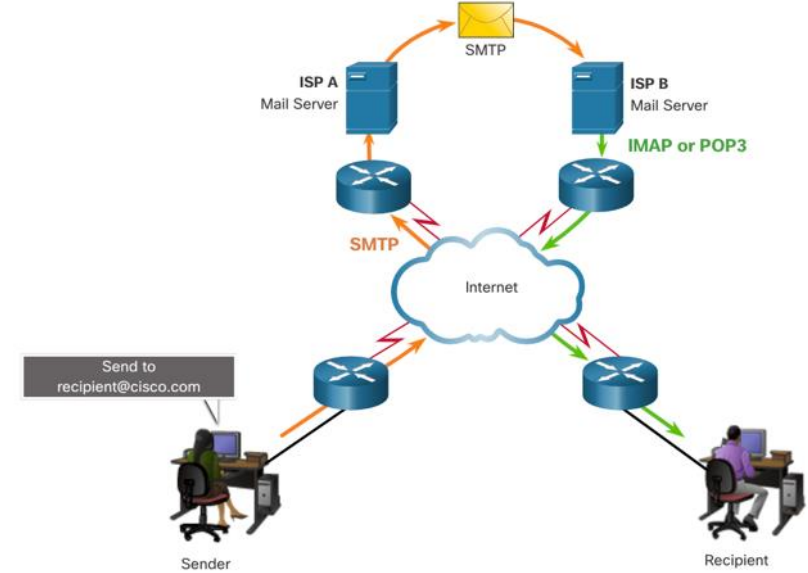 SMTP
ISP A
Mail Server
ISP B
Mail Server
IMAP or POP3
SMTP
Internet
Send to
recipient@cisco.com
Sender
Recipient